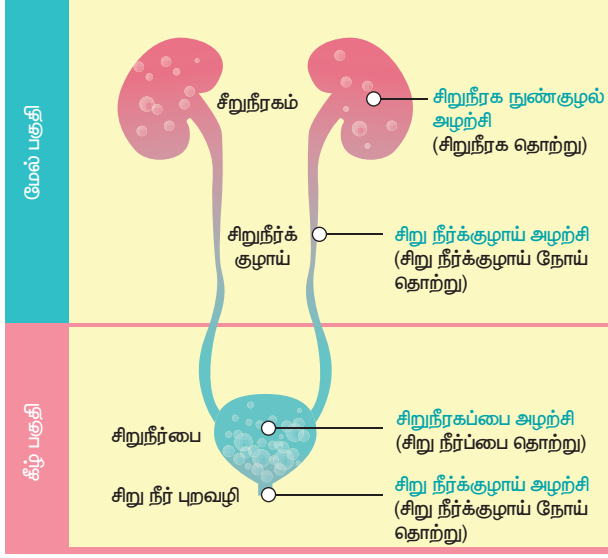 மேல் பகுதி
சீறுநீரகம்
சிறுநீரக நுண்குழல்
அழற்சி
(சிறுநீரக தொற்று)
சிறுநீர்க்
குழாய்
சிறு நீர்க்குழாய் அழற்சி
(சிறு நீர்க்குழாய் நோய்
தொற்று)
கீழ் பகுதி
சிறுநீர்பை
சிறுநீரகப்பை அழற்சி
(சிறு நீர்ப்பை தொற்று)
சிறு நீர் புறவழி
சிறு நீர்க்குழாய் அழற்சி
(சிறு நீர்க்குழாய் நோய்
தொற்று)